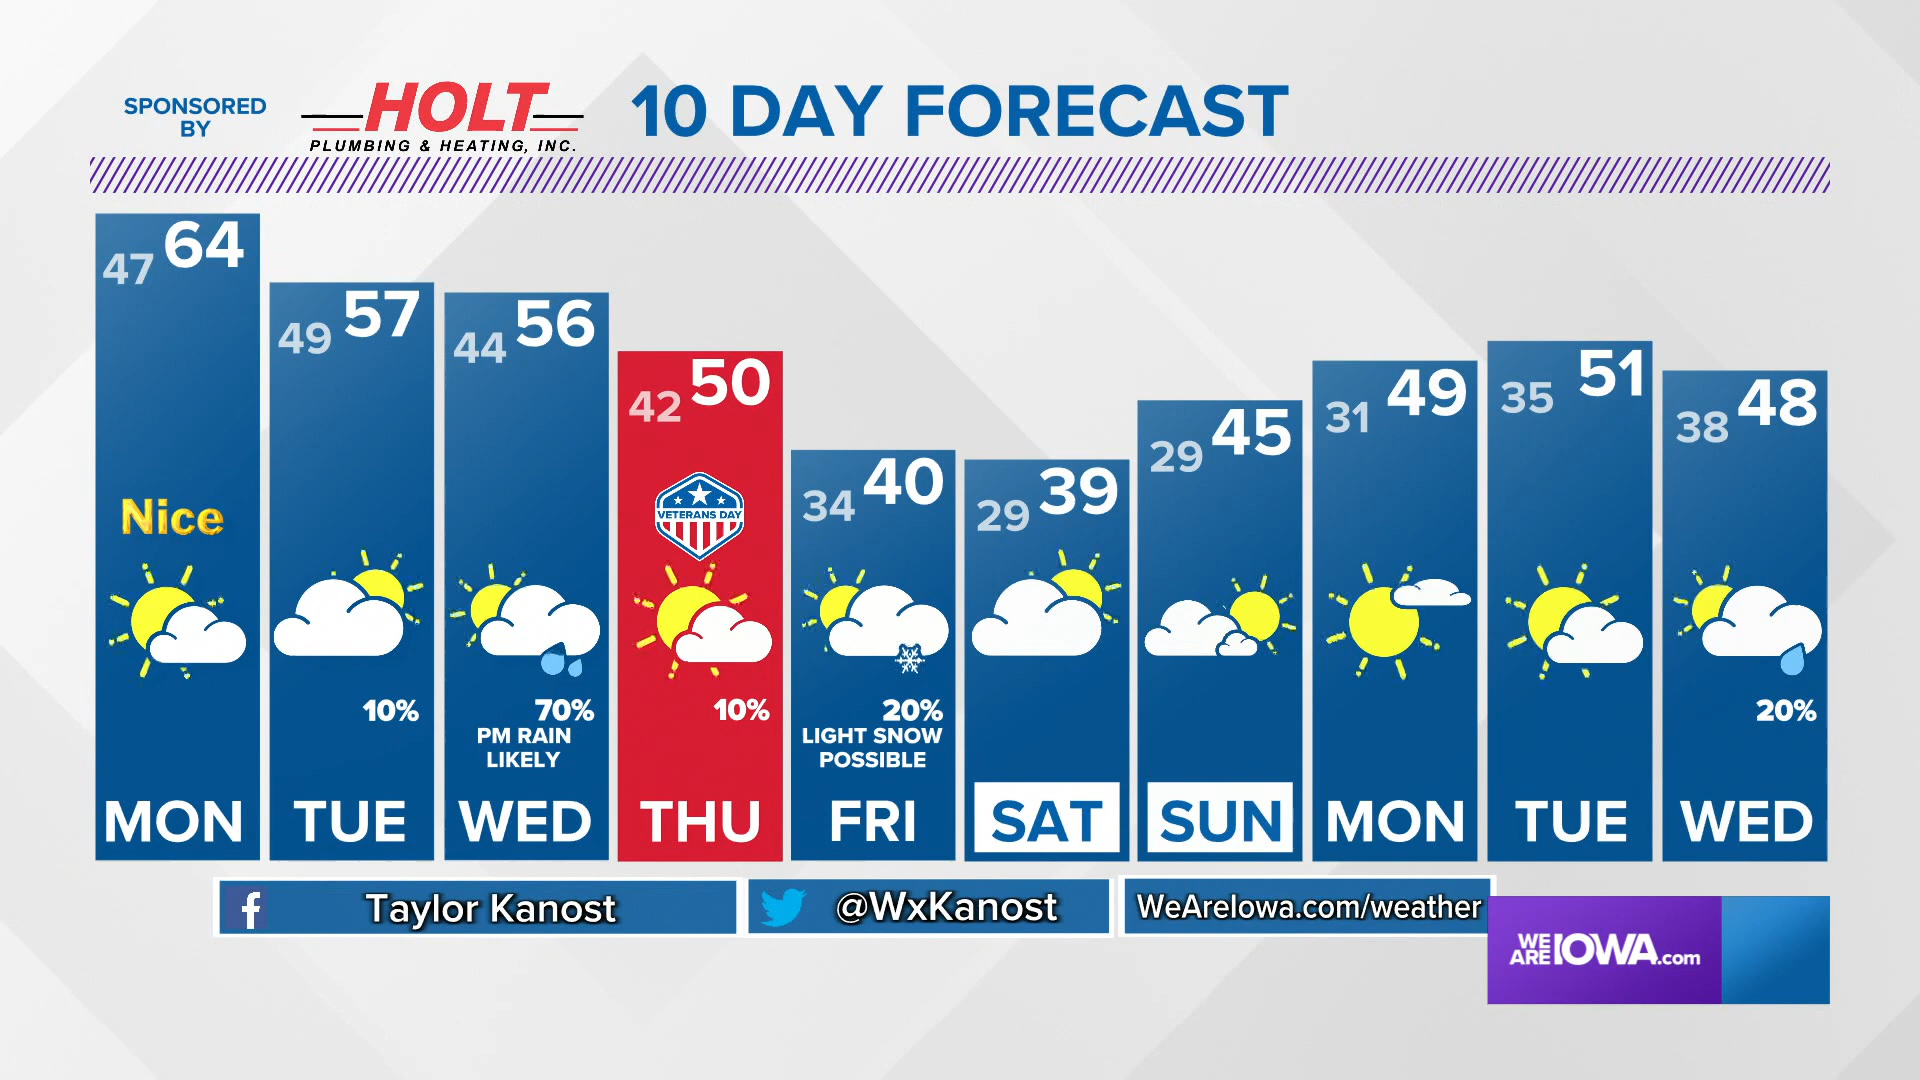 SPONSORED
BY
HOLT
PLUMBING & HEATING, INC.
10 DAY FORECAST
47 64
Nice
MON
49 57
10%
TUE
44 56
70%
PM RAIN
LIKELY
WED
42 50
VETERANS DAY
10%
THU
34 40
20%
LIGHT SNOW
POSSIBLE
FRI
29 39
SAT
29 45
SUN
31 49
MON
35 51
TUE
38 48
20%
WED
f Taylor Kanost
@WxKanost
WeAreIowa.com/weather
WE
ARE IOWA.com